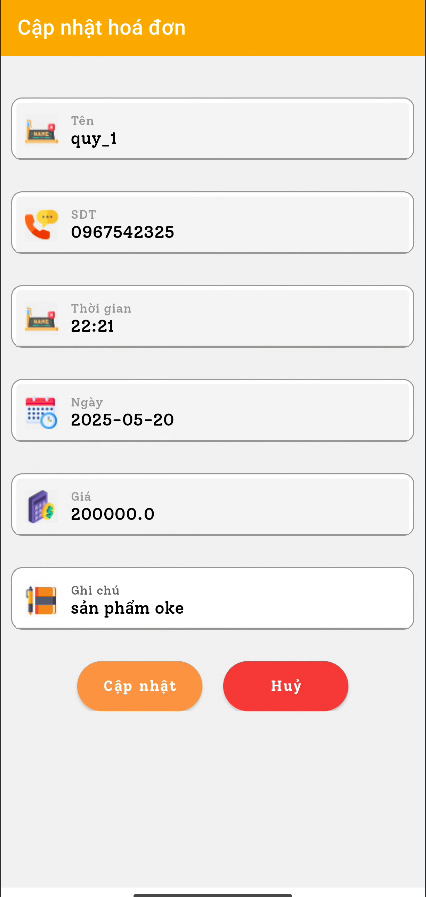 Cập nhật hoá đơn
Tên
quy_1
SDT
0967542325
Thời gian
22:21
Ngày
2025-05-20
Giá
200000.0
Ghi chú
sản phẩm oke
Cập nhật
Huỷ